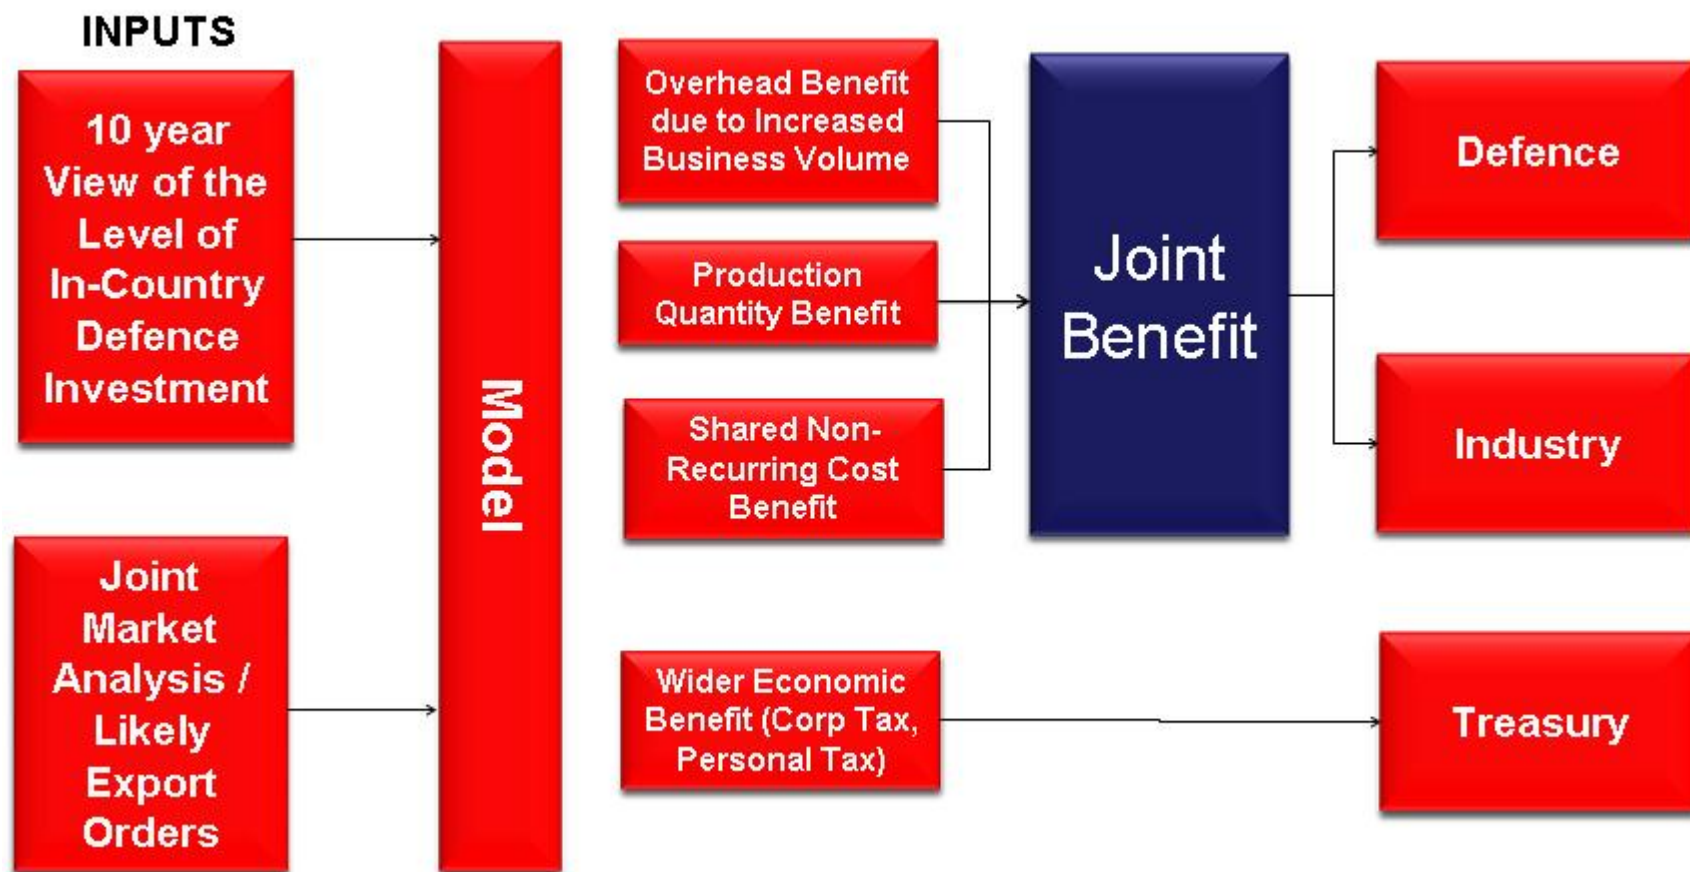 INPUTS
10 year
View of the
Level of
In-Country
Defence
Investment
Joint
Market
Analysis /
Likely
Export
Orders
Model
Overhead Benefit
due to Increased
Business Volume
Production
Quantity Benefit
Shared Non-
Recurring Cost
Benefit
Wider Economic
Benefit (Corp Tax,
Personal Tax)
Joint
Benefit
Defence
Industry
Treasury